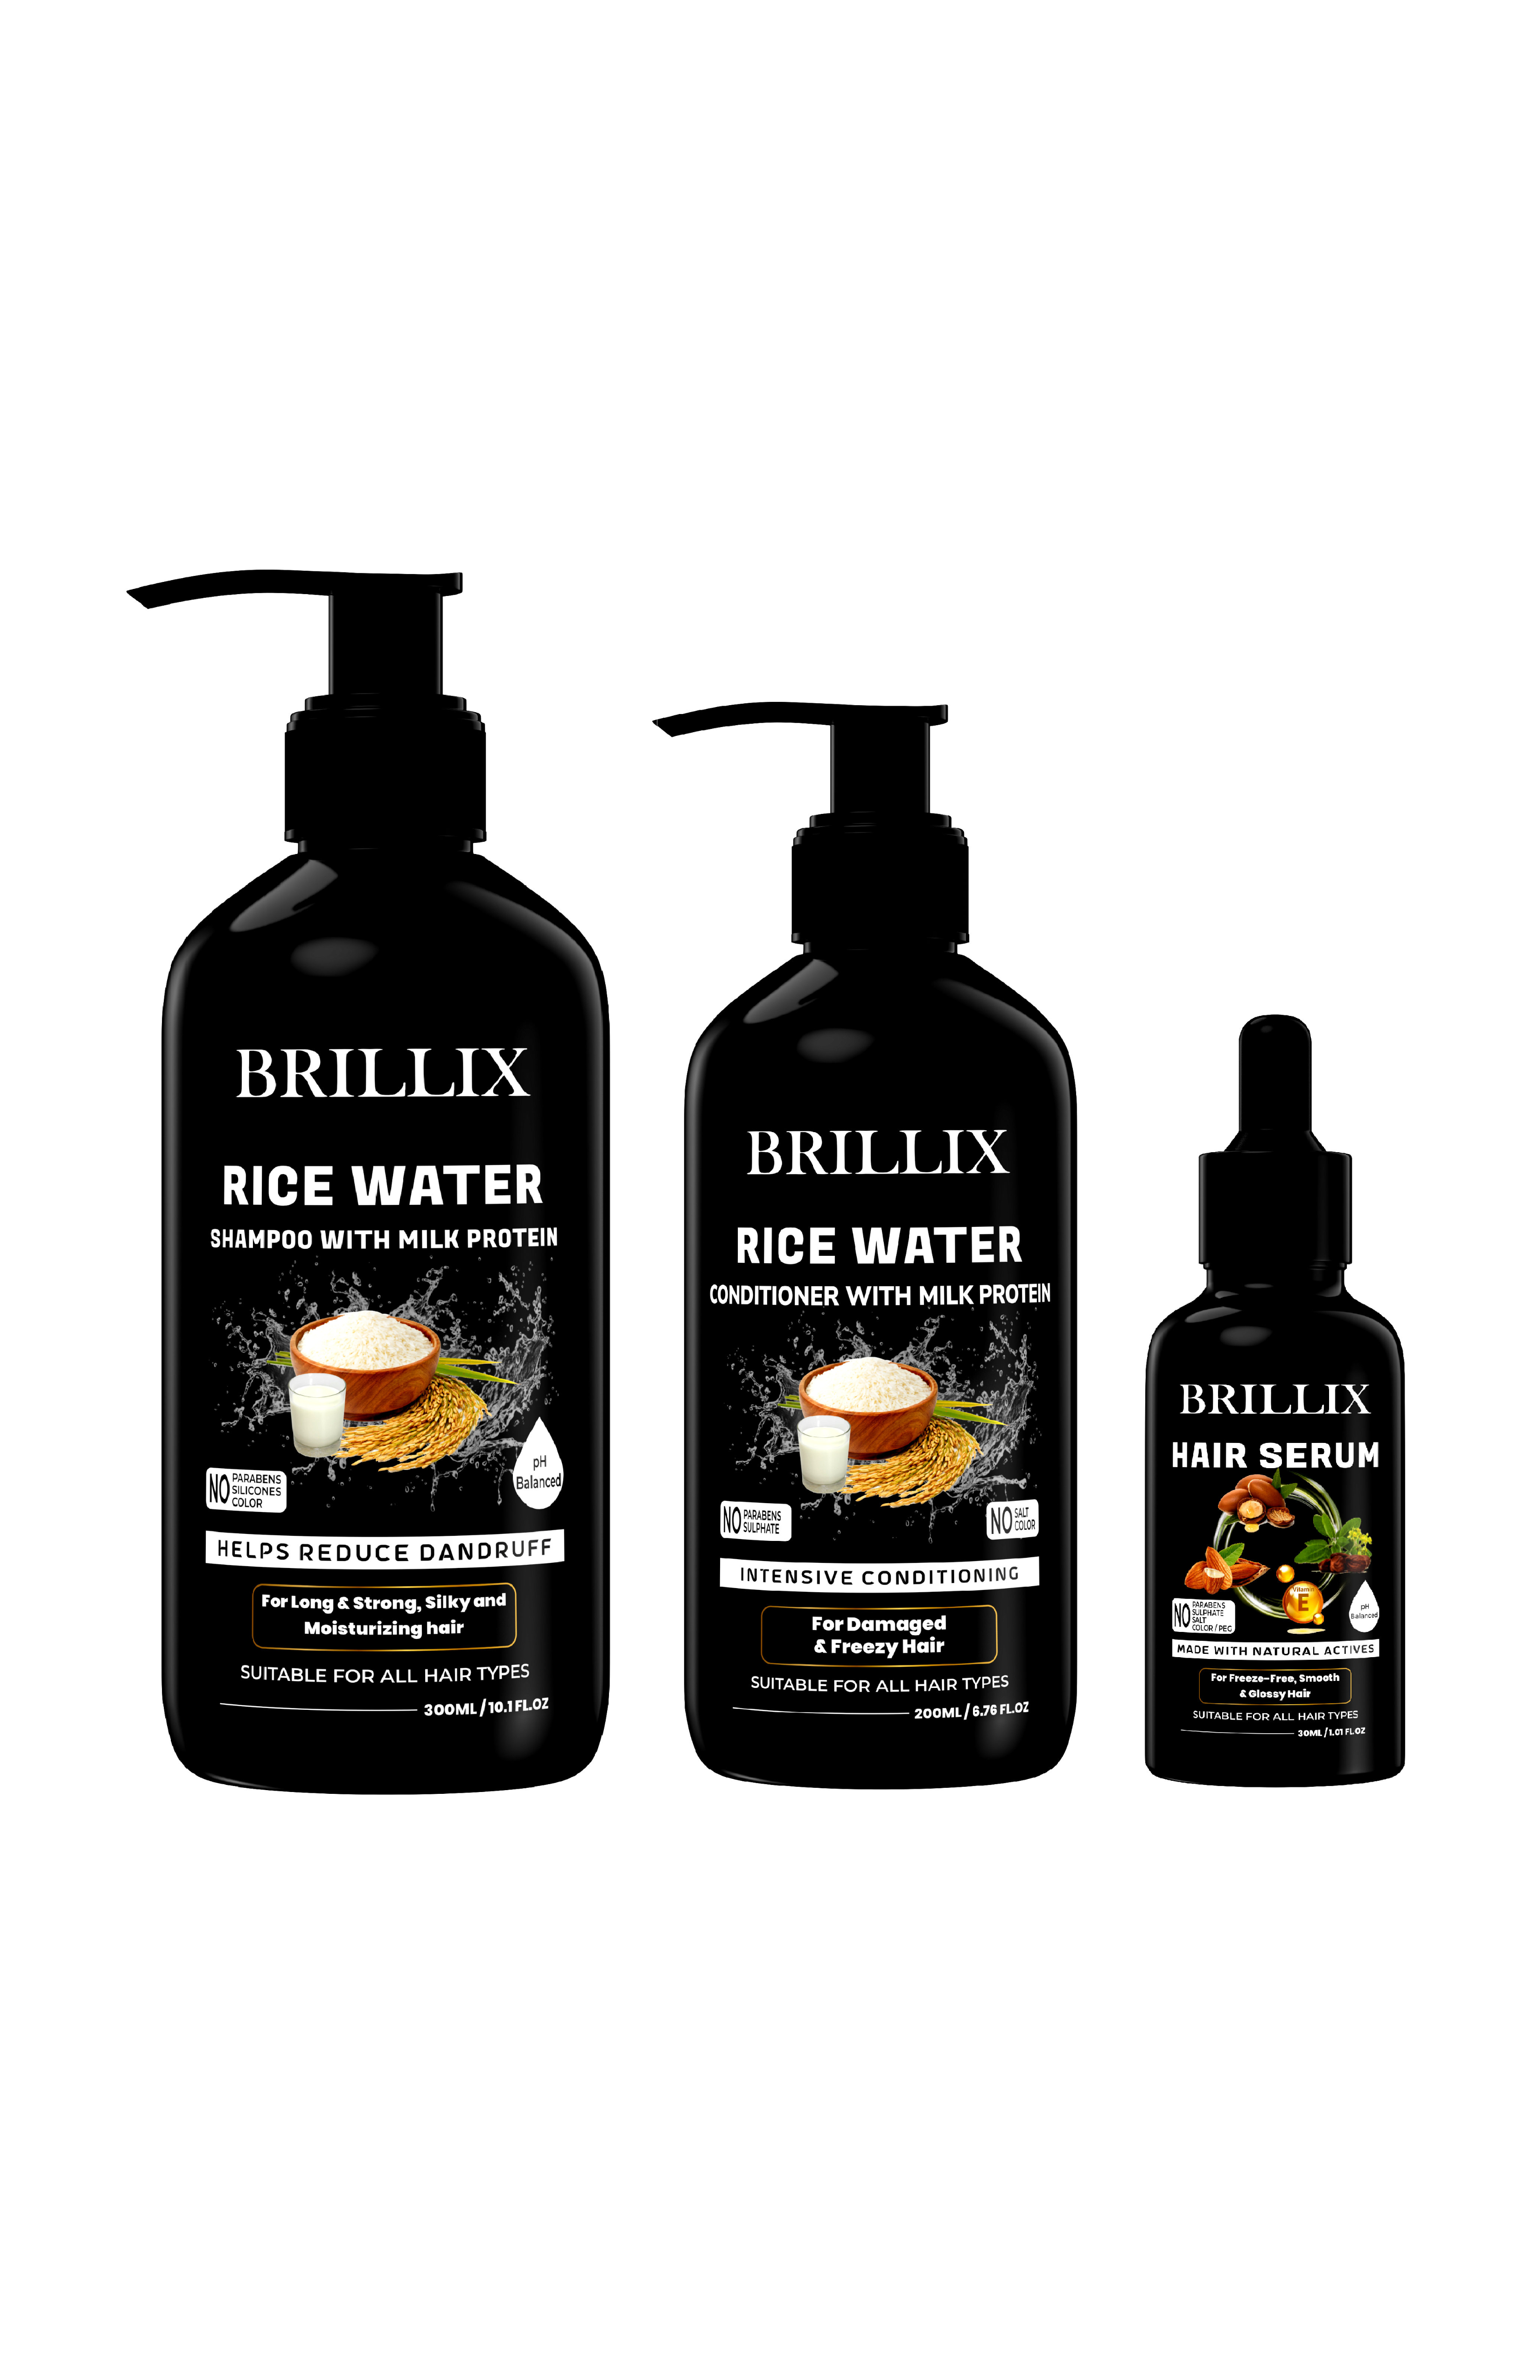 BRILLIX
RICE WATER
SHAMPOO WITH MILK PROTEIN
pH
Balanced
NO
PARABENS
SILICONES
COLOR
HELPS REDUCE DANDRUFF
For Long & Strong, Silky and
Moisturizing hair
SUITABLE FOR ALL HAIR TYPES
300ML / 10.1 FL.OZ
BRILLIX
RICE WATER
CONDITIONER WITH MILK PROTEIN
NO
PARABENS
SULPHATE
NO
SALT
COLOR
INTENSIVE CONDITIONING
For Damaged
& Freezy Hair
SUITABLE FOR ALL HAIR TYPES
200ML / 6.76 FL.OZ
BRILLIX
HAIR SERUM
Vitamin
E
NO
PARABENS
SULPHATE
SALT
COLOR / PEG
pH
Balanced
MADE WITH NATURAL ACTIVES
For Freeze-Free, Smooth
& Glossy Hair
SUITABLE FOR ALL HAIR TYPES
30ML / 1.01 FL.OZ